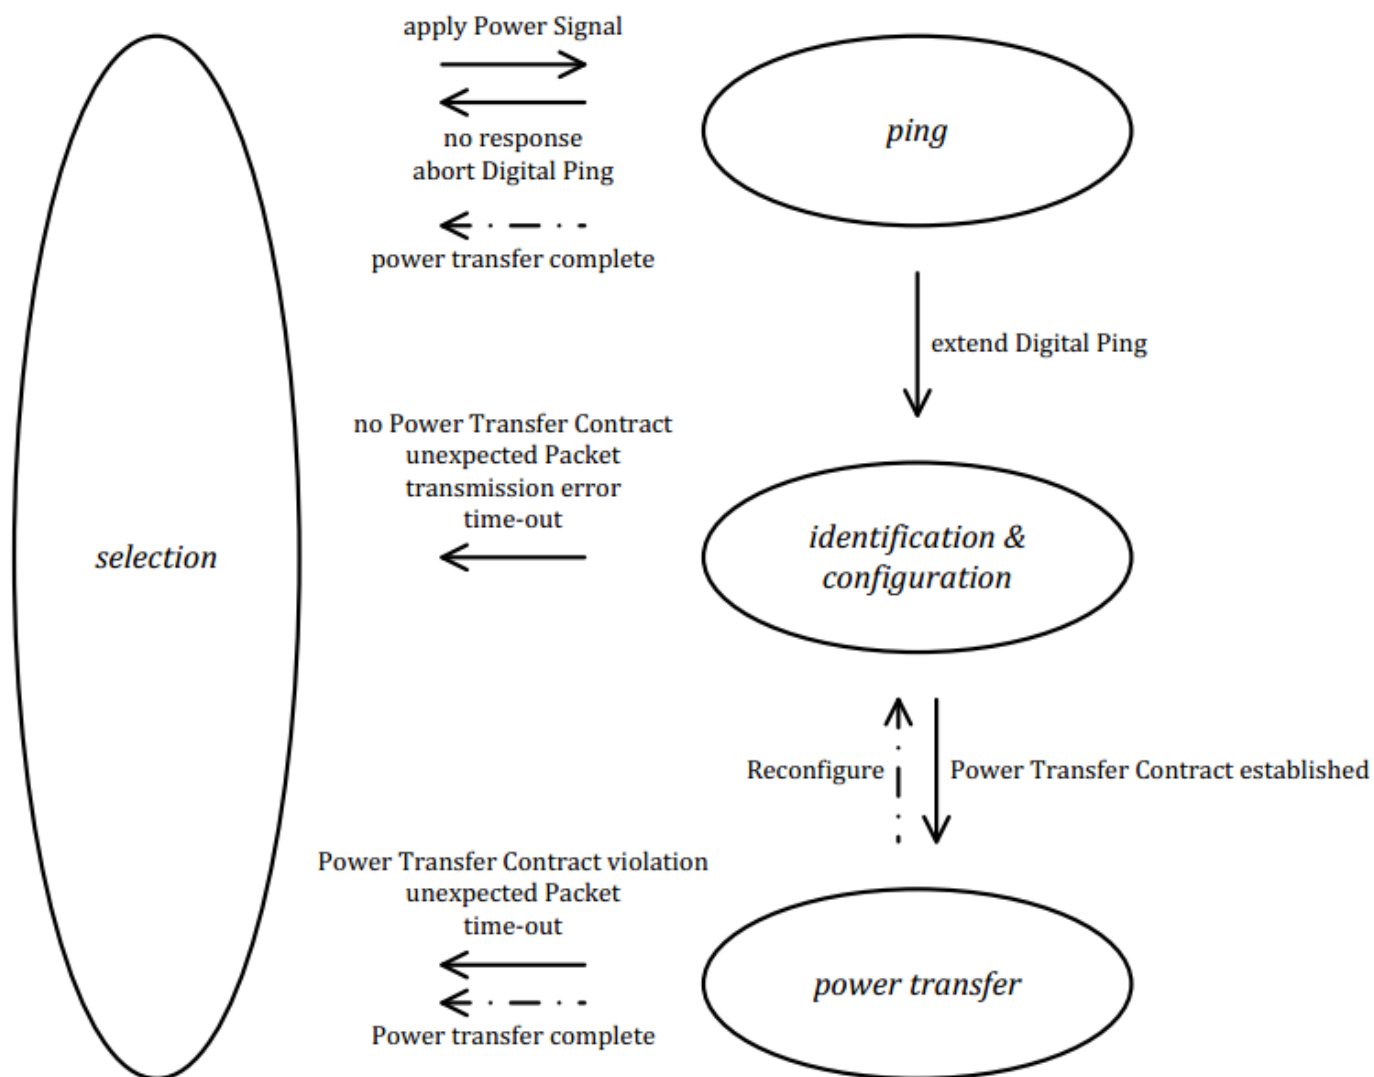 apply Power Signal
ping
no response
abort Digital Ping
power transfer complete
extend Digital Ping
no Power Transfer Contract
unexpected Packet
transmission error
time-out
selection
identification &
configuration
Reconfigure
Power Transfer Contract established
Power Transfer Contract violation
unexpected Packet
time-out
power transfer
Power transfer complete